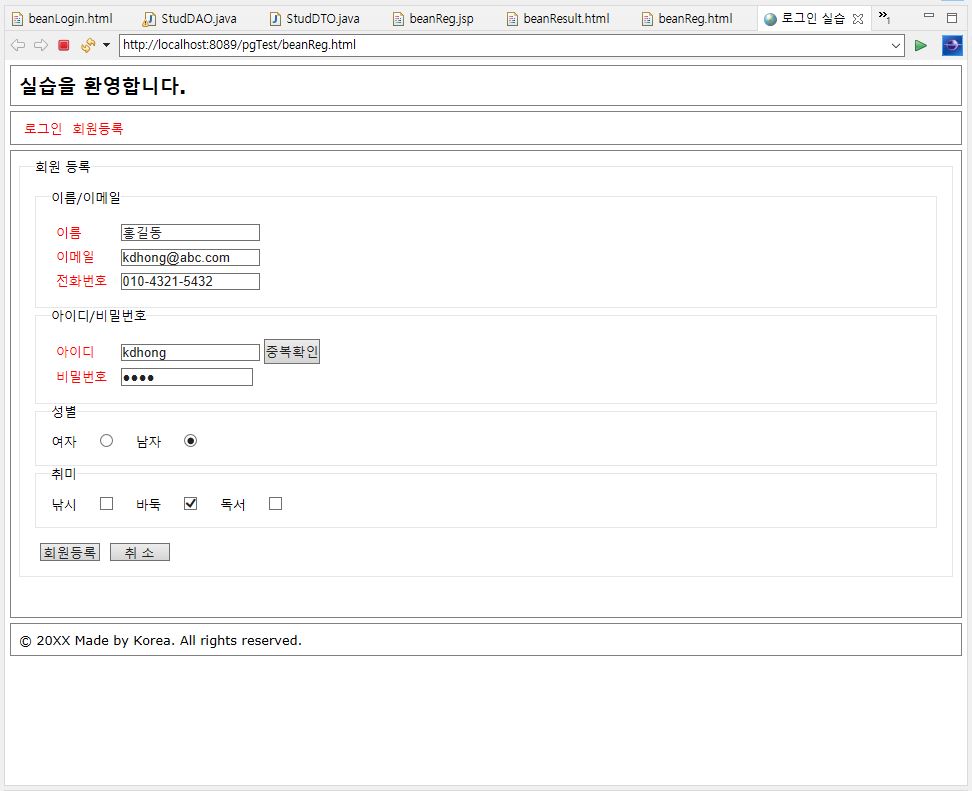 beanLogin.html StudDAO.java StudDTO.java beanReg.jsp beanResult.html beanReg.html 로그인 실습 1
http://localhost:8089/pgTest/beanReg.html
실습을 환영합니다.
로그인 회원등록
회원 등록
이름/이메일
이름 홍길동
이메일 kdhong@abc.com
전화번호 010-4321-5432
아이디/비밀번호
아이디 kdhong 중복확인
비밀번호 ●●●●
성별
여자 남자
취미
낚시 바둑 독서
회원등록 취 소
© 20XX Made by Korea. All rights reserved.